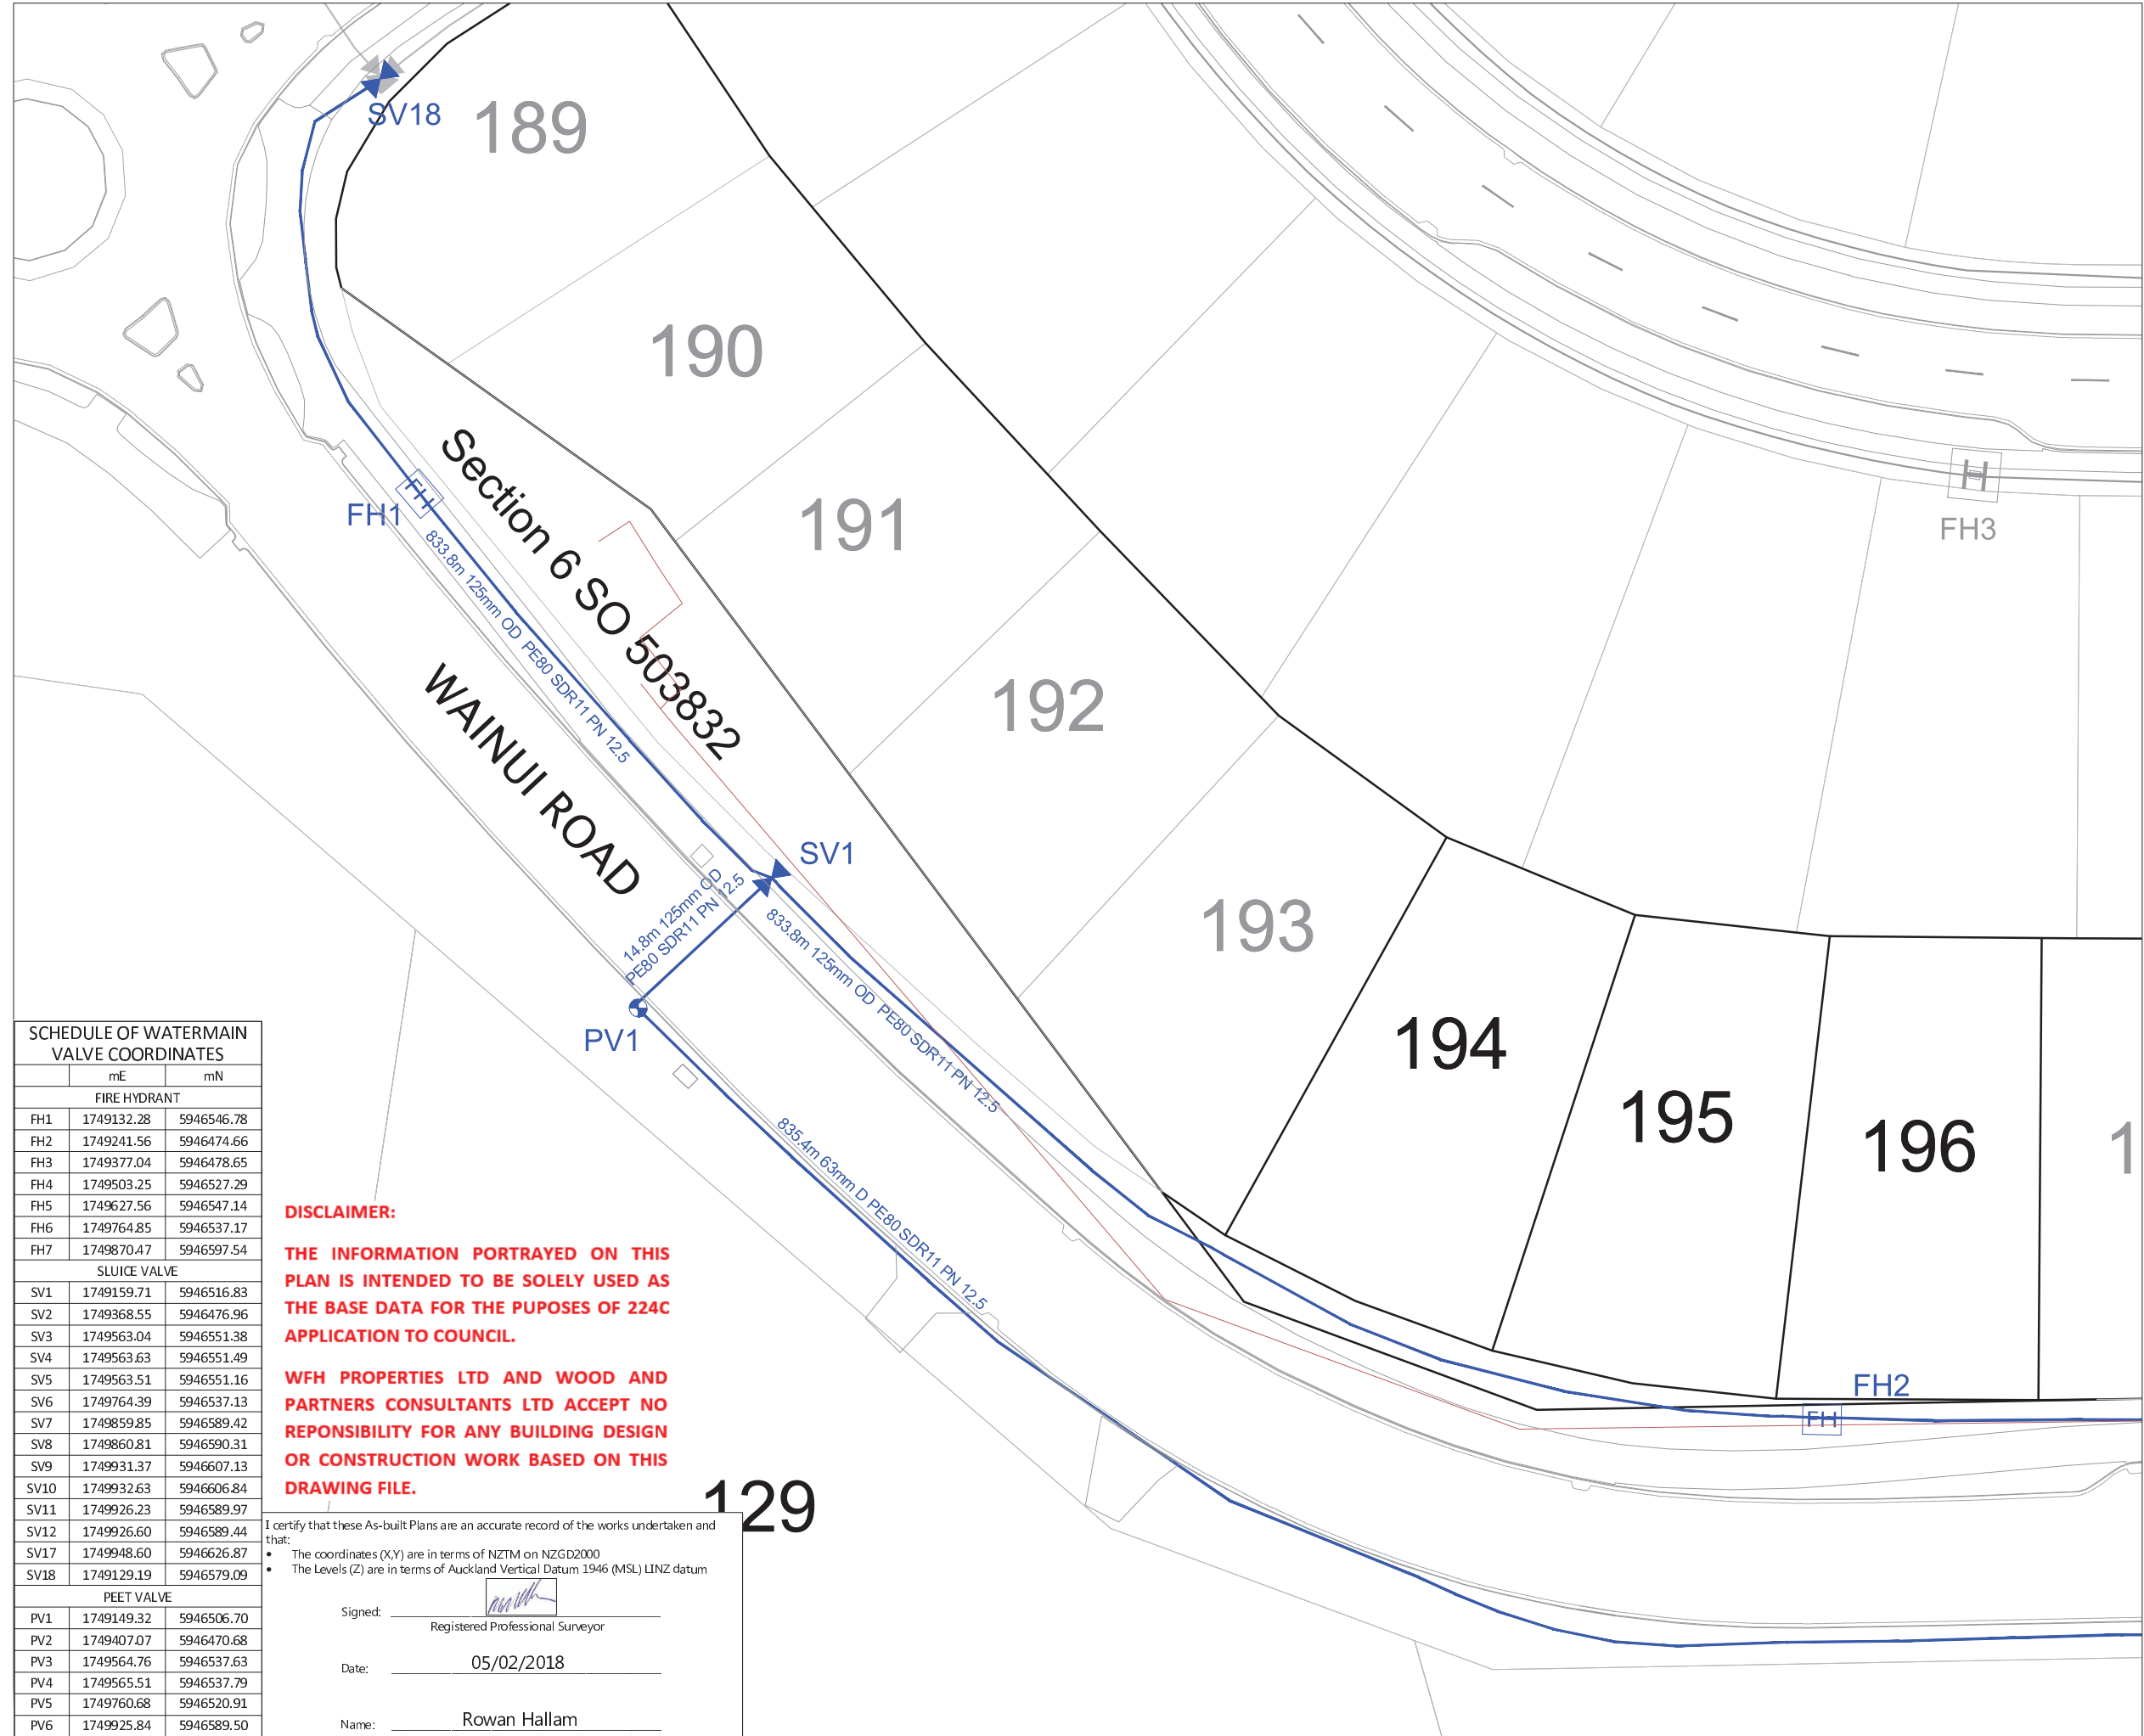 SV18
189
190
FH
FH1
Section 6 SO 503832
833.8m 125mm OD PE80 SDR11 PN 12.5
191
H
FH3
WAINUI ROAD
192
SV1
14.8m 125mm OD
PE80 SDR11 PN 12.5
833.8m 125mm OD PE80 SDR11 PN 12.5
193
PV1
194
195
196
1
835.4m 63mm D PE80 SDR11 PN 12.5
FH2
FH
129
SCHEDULE OF WATERMAIN
VALVE COORDINATES
mE mN
FIRE HYDRANT
FH1 1749132.28 5946546.78
FH2 1749241.56 5946474.66
FH3 1749377.04 5946478.65
FH4 1749503.25 5946527.29
FH5 1749627.56 5946547.14
FH6 1749764.85 5946537.17
FH7 1749870.47 5946597.54
SLUICE VALVE
SV1 1749159.71 5946516.83
SV2 1749368.55 5946476.96
SV3 1749563.04 5946551.38
SV4 1749563.63 5946551.49
SV5 1749563.51 5946551.16
SV6 1749764.39 5946537.13
SV7 1749859.85 5946589.42
SV8 1749860.81 5946590.31
SV9 1749931.37 5946607.13
SV10 1749932.63 5946606.84
SV11 1749926.23 5946589.97
SV12 1749926.60 5946589.44
SV17 1749948.60 5946626.87
SV18 1749129.19 5946579.09
PEET VALVE
PV1 1749149.32 5946506.70
PV2 1749407.07 5946470.68
PV3 1749564.76 5946537.63
PV4 1749565.51 5946537.79
PV5 1749760.68 5946520.91
PV6 1749925.84 5946589.50
DISCLAIMER:
THE INFORMATION PORTRAYED ON THIS
PLAN IS INTENDED TO BE SOLELY USED AS
THE BASE DATA FOR THE PUPOSES OF 224C
APPLICATION TO COUNCIL.
WFH PROPERTIES LTD AND WOOD AND
PARTNERS CONSULTANTS LTD ACCEPT NO
REPONSIBILITY FOR ANY BUILDING DESIGN
OR CONSTRUCTION WORK BASED ON THIS
DRAWING FILE.
I certify that these As-built Plans are an accurate record of the works undertaken and
that:
• The coordinates (X,Y) are in terms of NZTM on NZGD2000
• The Levels (Z) are in terms of Auckland Vertical Datum 1946 (MSL) LINZ datum
Signed:
Registered Professional Surveyor
Date: 05/02/2018
Name: Rowan Hallam